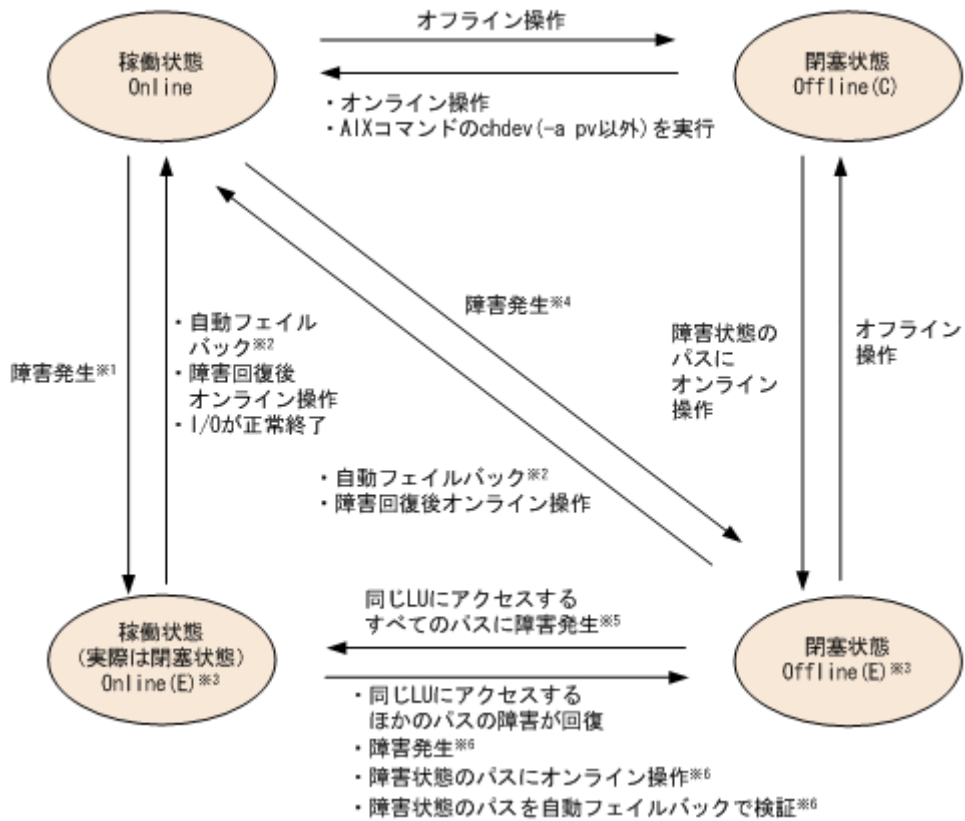 オフライン操作
稼働状態
Online
閉塞状態
Offline(C)
・オンライン操作
・AIXコマンドのchdev(-a pv以外)を実行
障害発生※1
・自動フェイル
バック※2
・障害回復後
オンライン操作
・I/Oが正常終了
障害発生※4
・自動フェイルバック※2
・障害回復後オンライン操作
障害状態の
パスに
オンライン
操作
オフライン
操作
稼働状態
(実際は閉塞状態)
Online(E)※3
同じLUにアクセスする
すべてのパスに障害発生※5
・同じLUにアクセスする
ほかのパスの障害が回復
・障害発生※6
・障害状態のパスにオンライン操作※6
・障害状態のパスを自動フェイルバックで検証※6
閉塞状態
Offline(E)※3